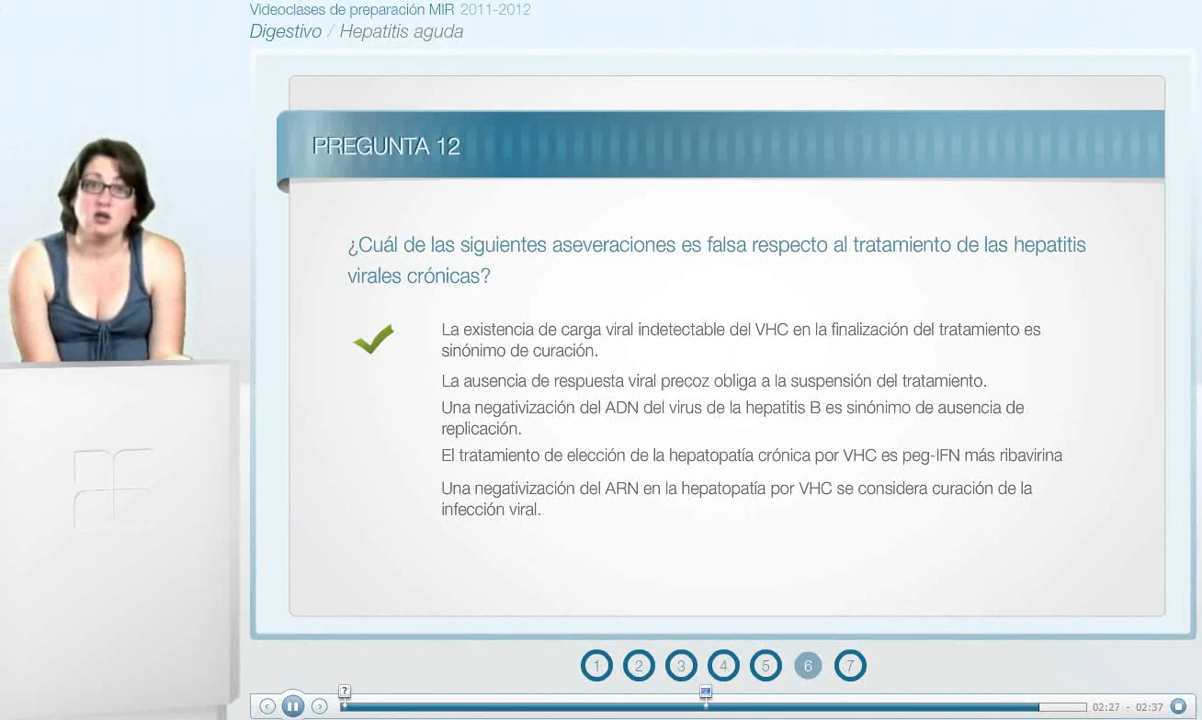 Videoclases de preparación MIR 2011-2012
Digestivo / Hepatitis aguda
PREGUNTA 12
¿Cuál de las siguientes aseveraciones es falsa respecto al tratamiento de las hepatitis
virales crónicas?
La existencia de carga viral indetectable del VHC en la finalización del tratamiento es
sinónimo de curación.
La ausencia de respuesta viral precoz obliga a la suspensión del tratamiento.
Una negativización del ADN del virus de la hepatitis B es sinónimo de ausencia de
replicación.
El tratamiento de elección de la hepatopatía crónica por VHC es peg-IFN más ribavirina
Una negativización del ARN en la hepatopatía por VHC se considera curación de la
infección viral.
1 2 3 4 5 6 7
?
02:27 - 02:37